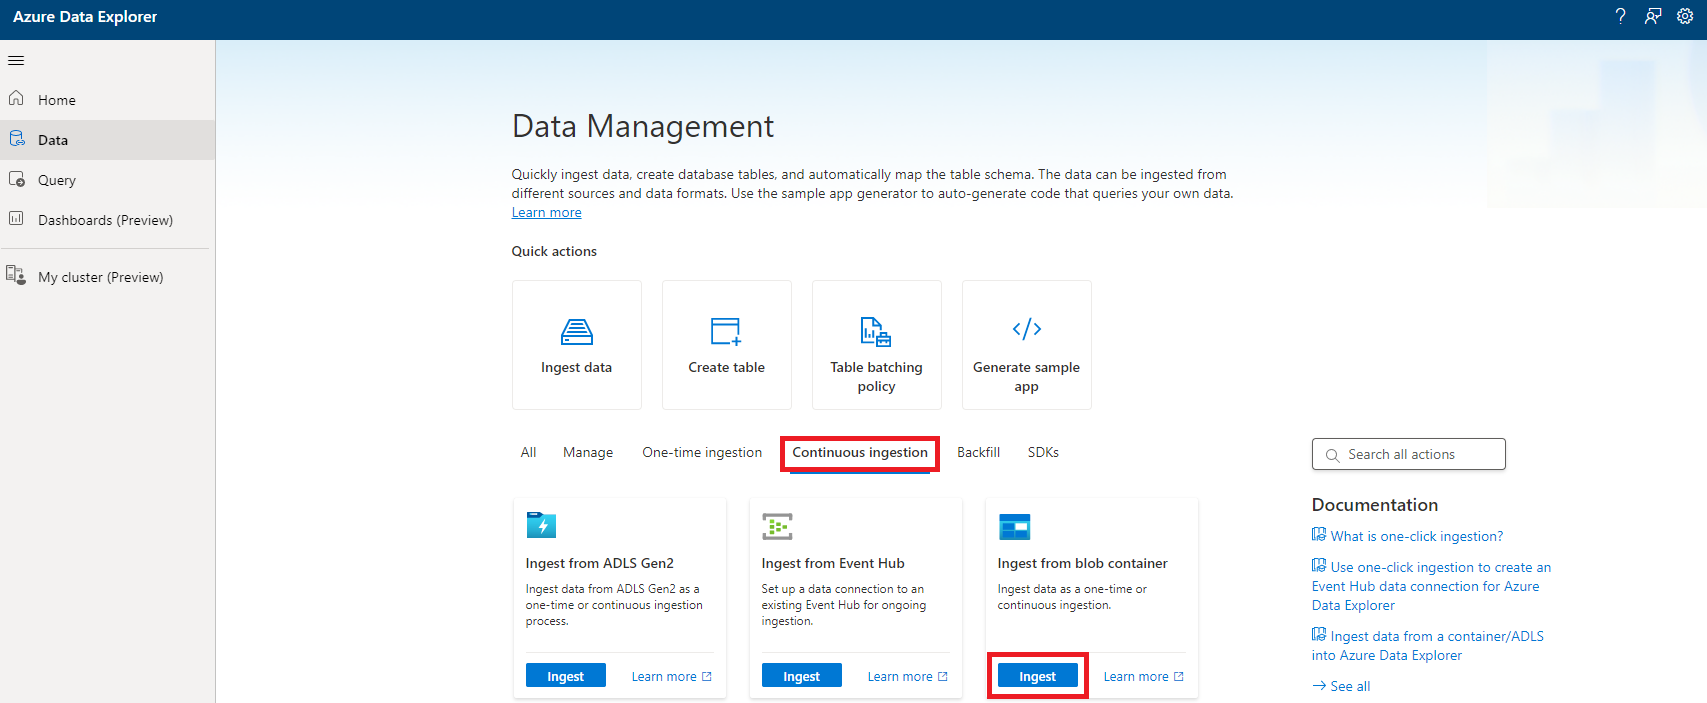 Azure Data Explorer
Home
Data
Query
Dashboards (Preview)
My cluster (Preview)
Data Management
Quickly ingest data, create database tables, and automatically map the table schema. The data can be ingested from
different sources and data formats. Use the sample app generator to auto-generate code that queries your own data.
Learn more
Quick actions
Ingest data
Create table
Table batching
policy
Generate sample
app
All
Manage
One-time ingestion
Continuous ingestion
Backfill
SDKs
Ingest from ADLS Gen2
Ingest data from ADLS Gen2 as a
one-time or continuous ingestion
process.
Ingest
Learn more
Ingest from Event Hub
Set up a data connection to an
existing Event Hub for ongoing
ingestion.
Ingest
Learn more
Ingest from blob container
Ingest data as a one-time or
continuous ingestion.
Ingest
Learn more
Search all actions
Documentation
What is one-click ingestion?
Use one-click ingestion to create an
Event Hub data connection for Azure
Data Explorer
Ingest data from a container/ADLS
into Azure Data Explorer
See all